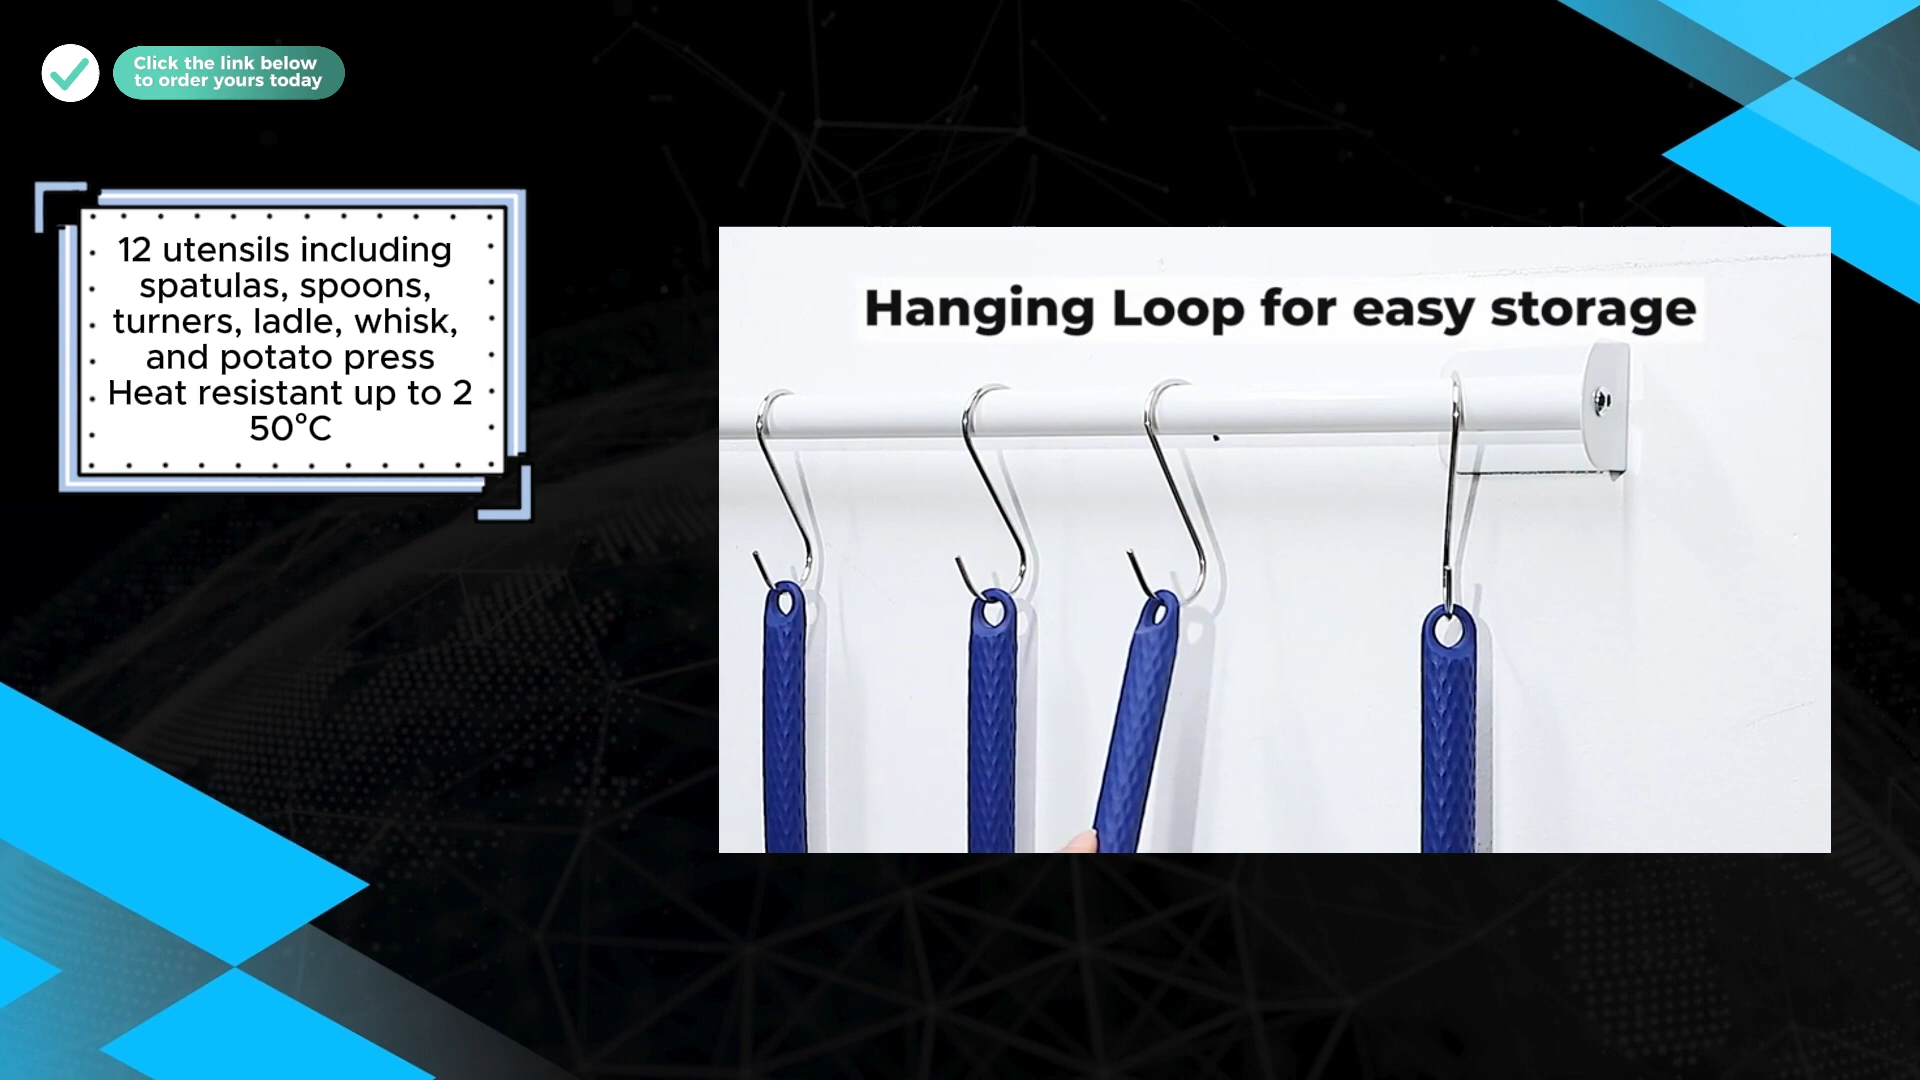 Click the link below
to order yours today
12 utensils including
spatulas, spoons,
turners, ladle, whisk,
and potato press
Heat resistant up to 2
50°C
Hanging Loop for easy storage